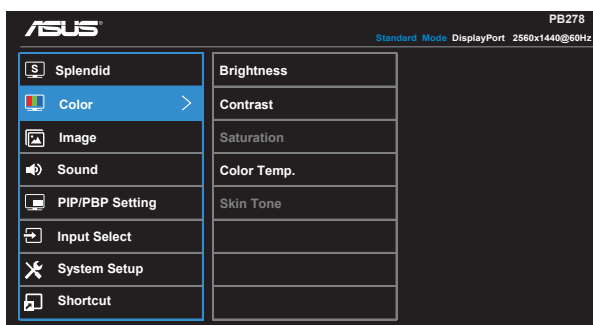 ASUS
PB278
Standard Mode DisplayPort 2560x1440@60Hz
S Splendid
Color
Image
Sound
PIP/PBP Setting
Input Select
System Setup
Shortcut
Brightness
Contrast
Saturation
Color Temp.
Skin Tone